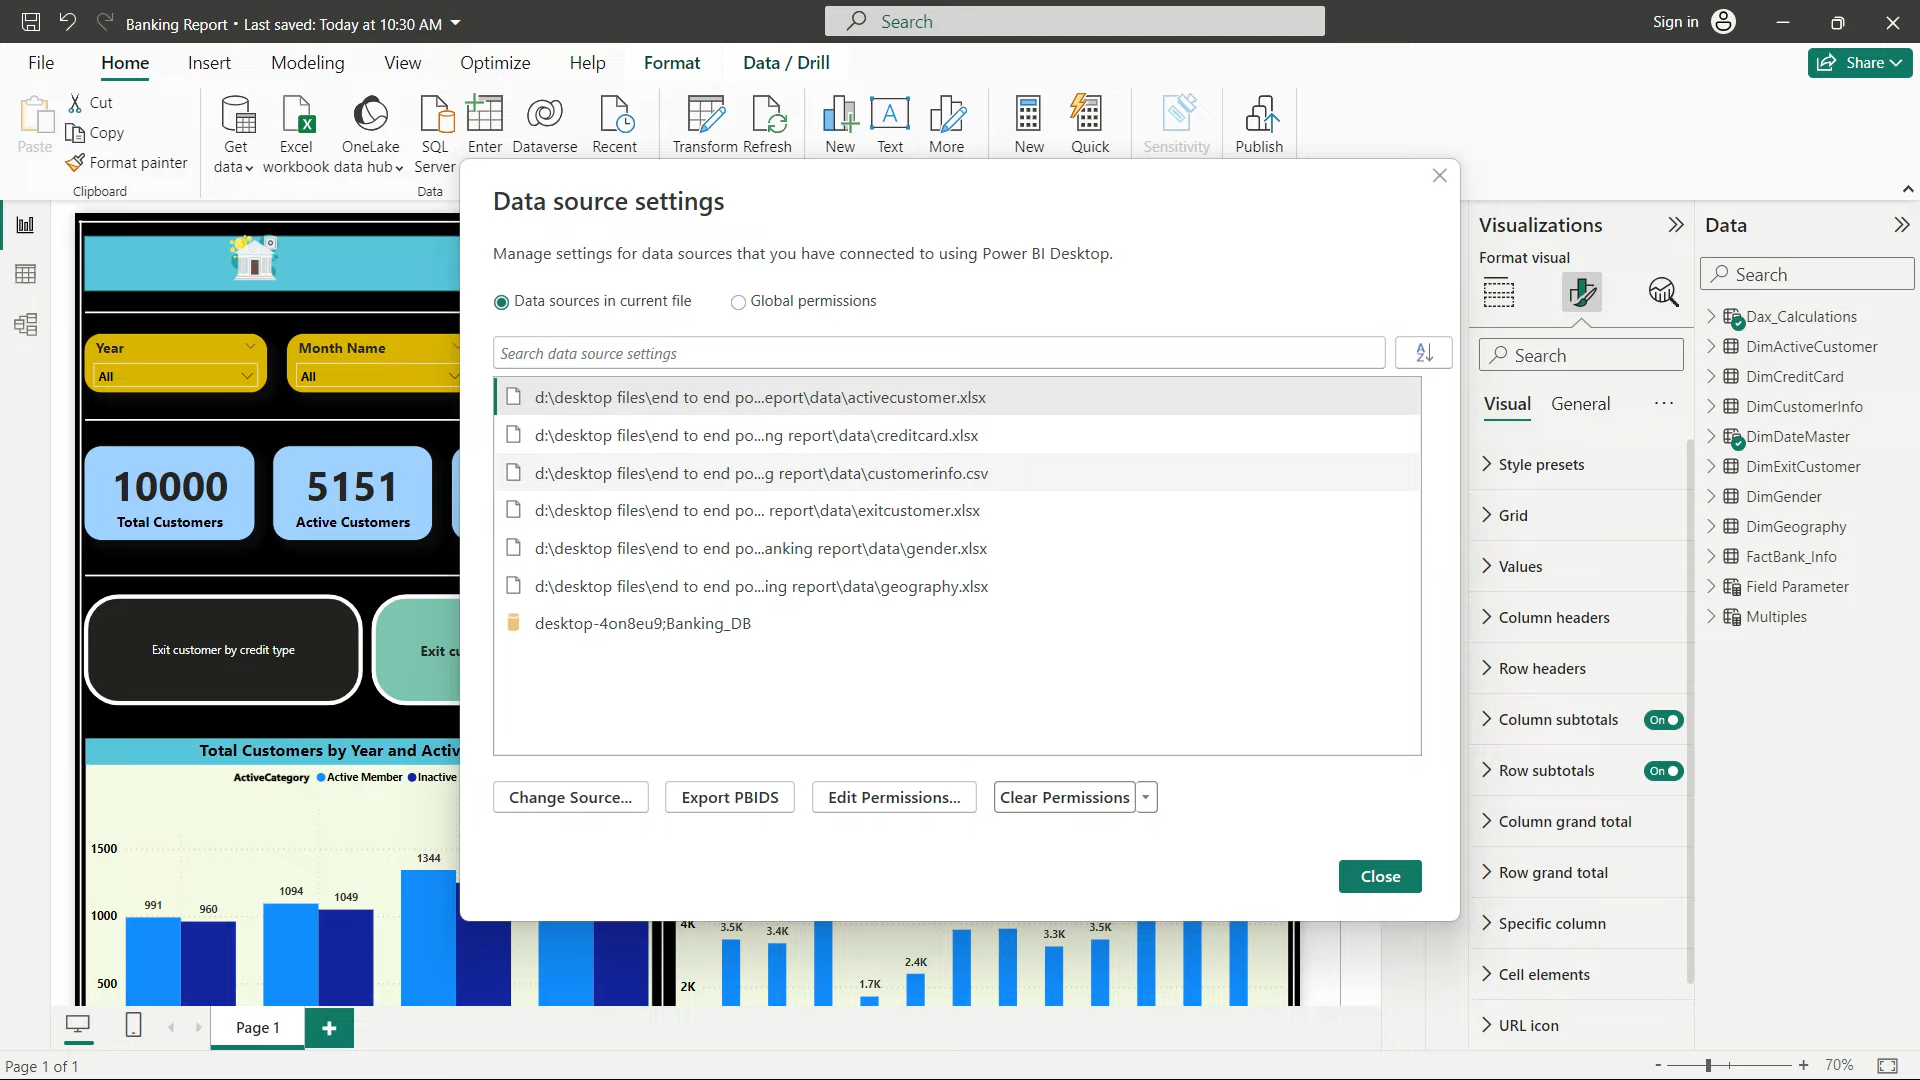 Banking Report • Last saved: Today at 10:30 AM
Search
Sign in
File
Home
Insert
Modeling
View
Optimize
Help
Format
Data / Drill
Share
Paste
Cut
Copy
Format painter
Clipboard
Get data
Excel workbook
OneLake data hub
SQL Server
Enter
Dataverse
Recent
Transform
Refresh
New
Text
More
New
Quick
Sensitivity
Publish
Data
Data source settings
Manage settings for data sources that you have connected to using Power BI Desktop.
Data sources in current file
Global permissions
Search data source settings
d:\desktop files\end to end po...eport\data\activecustomer.xlsx
d:\desktop files\end to end po...ng report\data\creditcard.xlsx
d:\desktop files\end to end po...g report\data\customerinfo.csv
d:\desktop files\end to end po... report\data\exitcustomer.xlsx
d:\desktop files\end to end po...anking report\data\gender.xlsx
d:\desktop files\end to end po...ing report\data\geography.xlsx
desktop-4on8eu9;Banking_DB
Change Source...
Export PBIDS
Edit Permissions...
Clear Permissions
Close
Year
All
Month Name
All
10000
Total Customers
5151
Active Customers
Exit customer by credit type
Exit cu
Total Customers by Year and Activ
ActiveCategory
Active Member
Inactive
1500
1000
500
991
960
1094
1049
1344
4K
2K
3.5K
3.4K
1.7K
2.4K
3.3K
3.5K
Visualizations
Format visual
Search
Visual
General
Style presets
Grid
Values
Column headers
Row headers
Column subtotals
On
Row subtotals
On
Column grand total
Row grand total
Specific column
Cell elements
URL icon
Data
Search
Dax_Calculations
DimActiveCustomer
DimCreditCard
DimCustomerInfo
DimDateMaster
DimExitCustomer
DimGender
DimGeography
FactBank_Info
Field Parameter
Multiples
Page 1
Page 1 of 1
70%